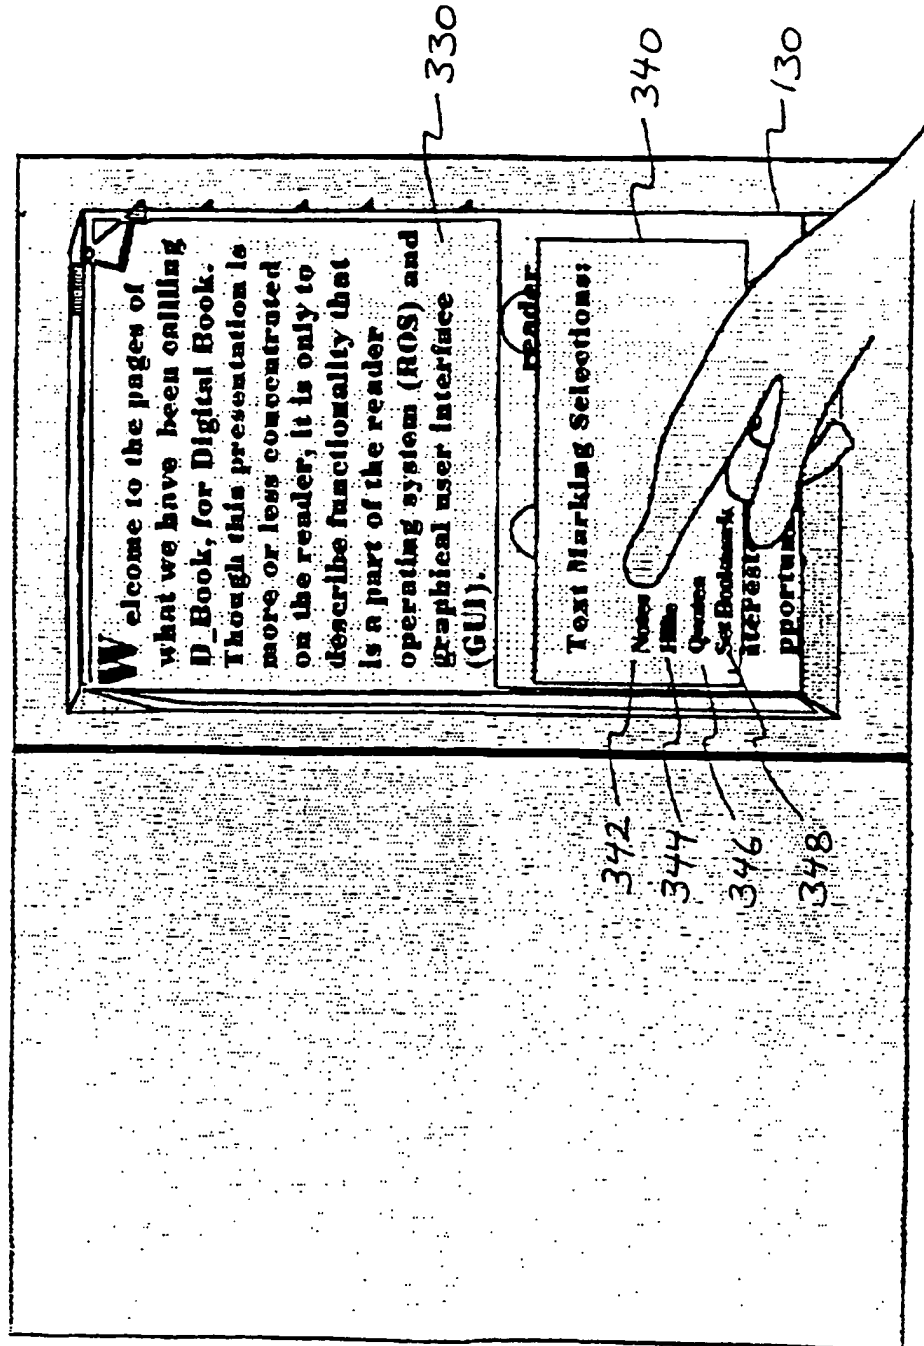 Welcome to the pages of
what we have been callling
D_Book, for Digital Book.
Though this presentation is
more or less concentrated
on the reader, it is only to
describe functionality that
is a part of the reader
operating system (ROS) and
graphical user interface
(GUI).
reader
Text Marking Selections:
Notes
Quotes
Set Bookmark
pportun
330
340
130
342
344
346
348